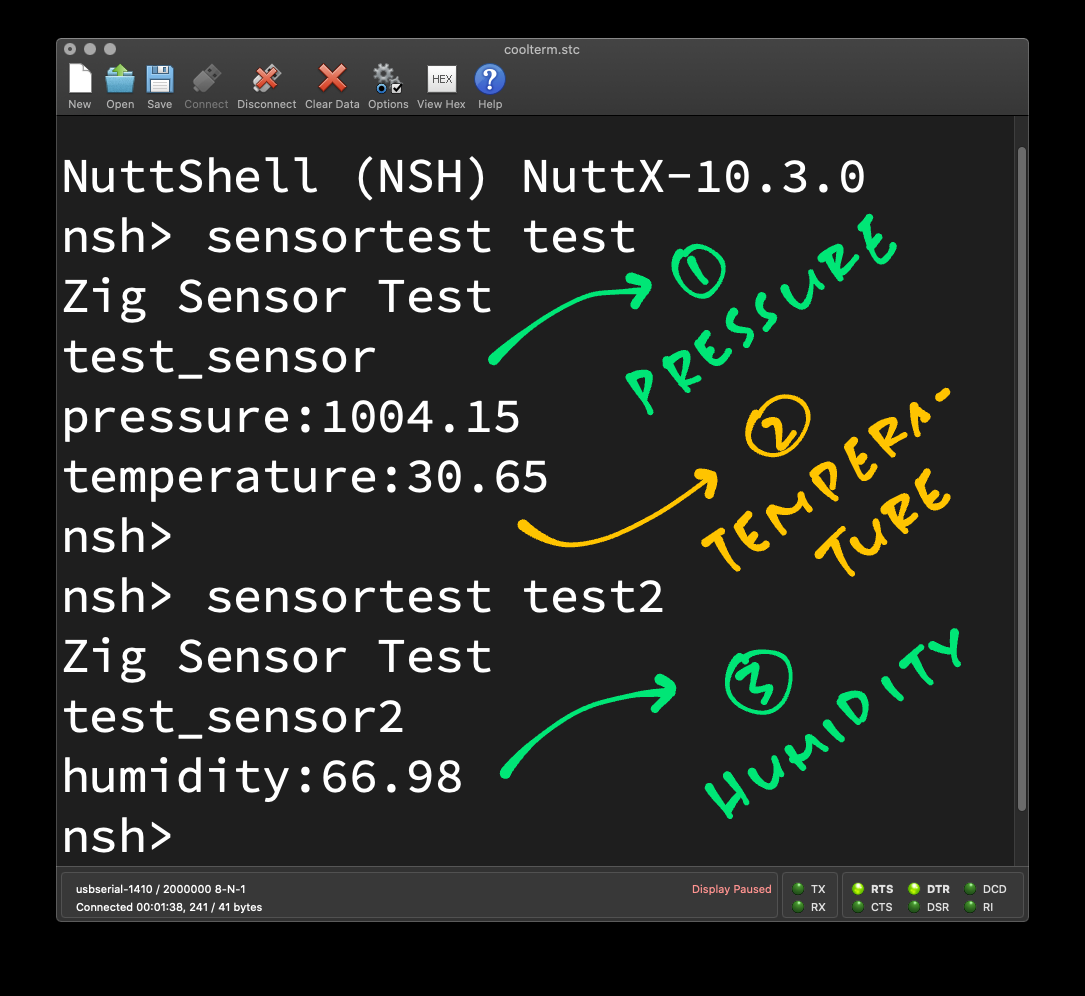 coolterm.stc
New Open Save Connect Disconnect Clear Data Options View Hex Help
HEX
?
NuttShell (NSH) NuttX-10.3.0
nsh> sensortest test
Zig Sensor Test
test_sensor
pressure:1004.15
temperature:30.65
nsh>
nsh> sensortest test2
Zig Sensor Test
test_sensor2
humidity:66.98
nsh>
1
PRESSURE
2
TEMPERA-
TURE
3
HUMIDITY
usbserial-1410 / 2000000 8-N-1
Connected 00:01:38, 241 / 41 bytes
Display Paused
TX RTS DTR DCD
RX CTS DSR RI